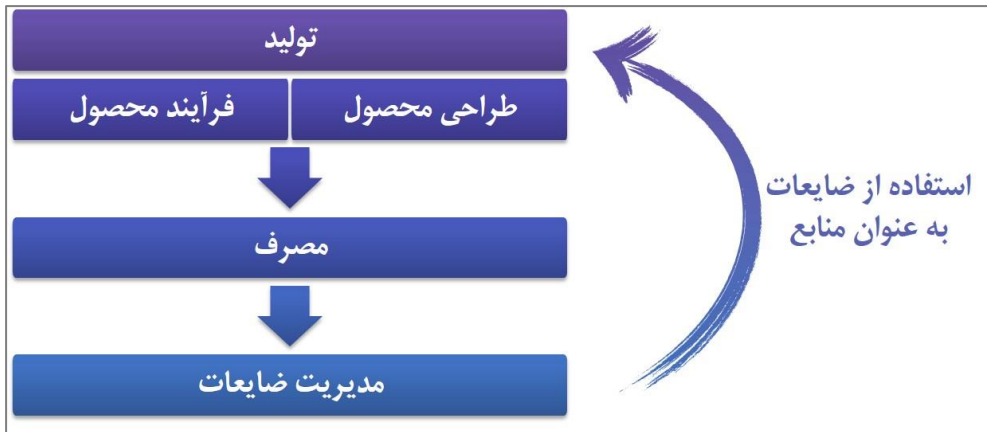 تولید
طراحی محصول
فرآیند محصول
مصرف
مدیریت ضایعات
استفاده از ضایعات
به عنوان منابع